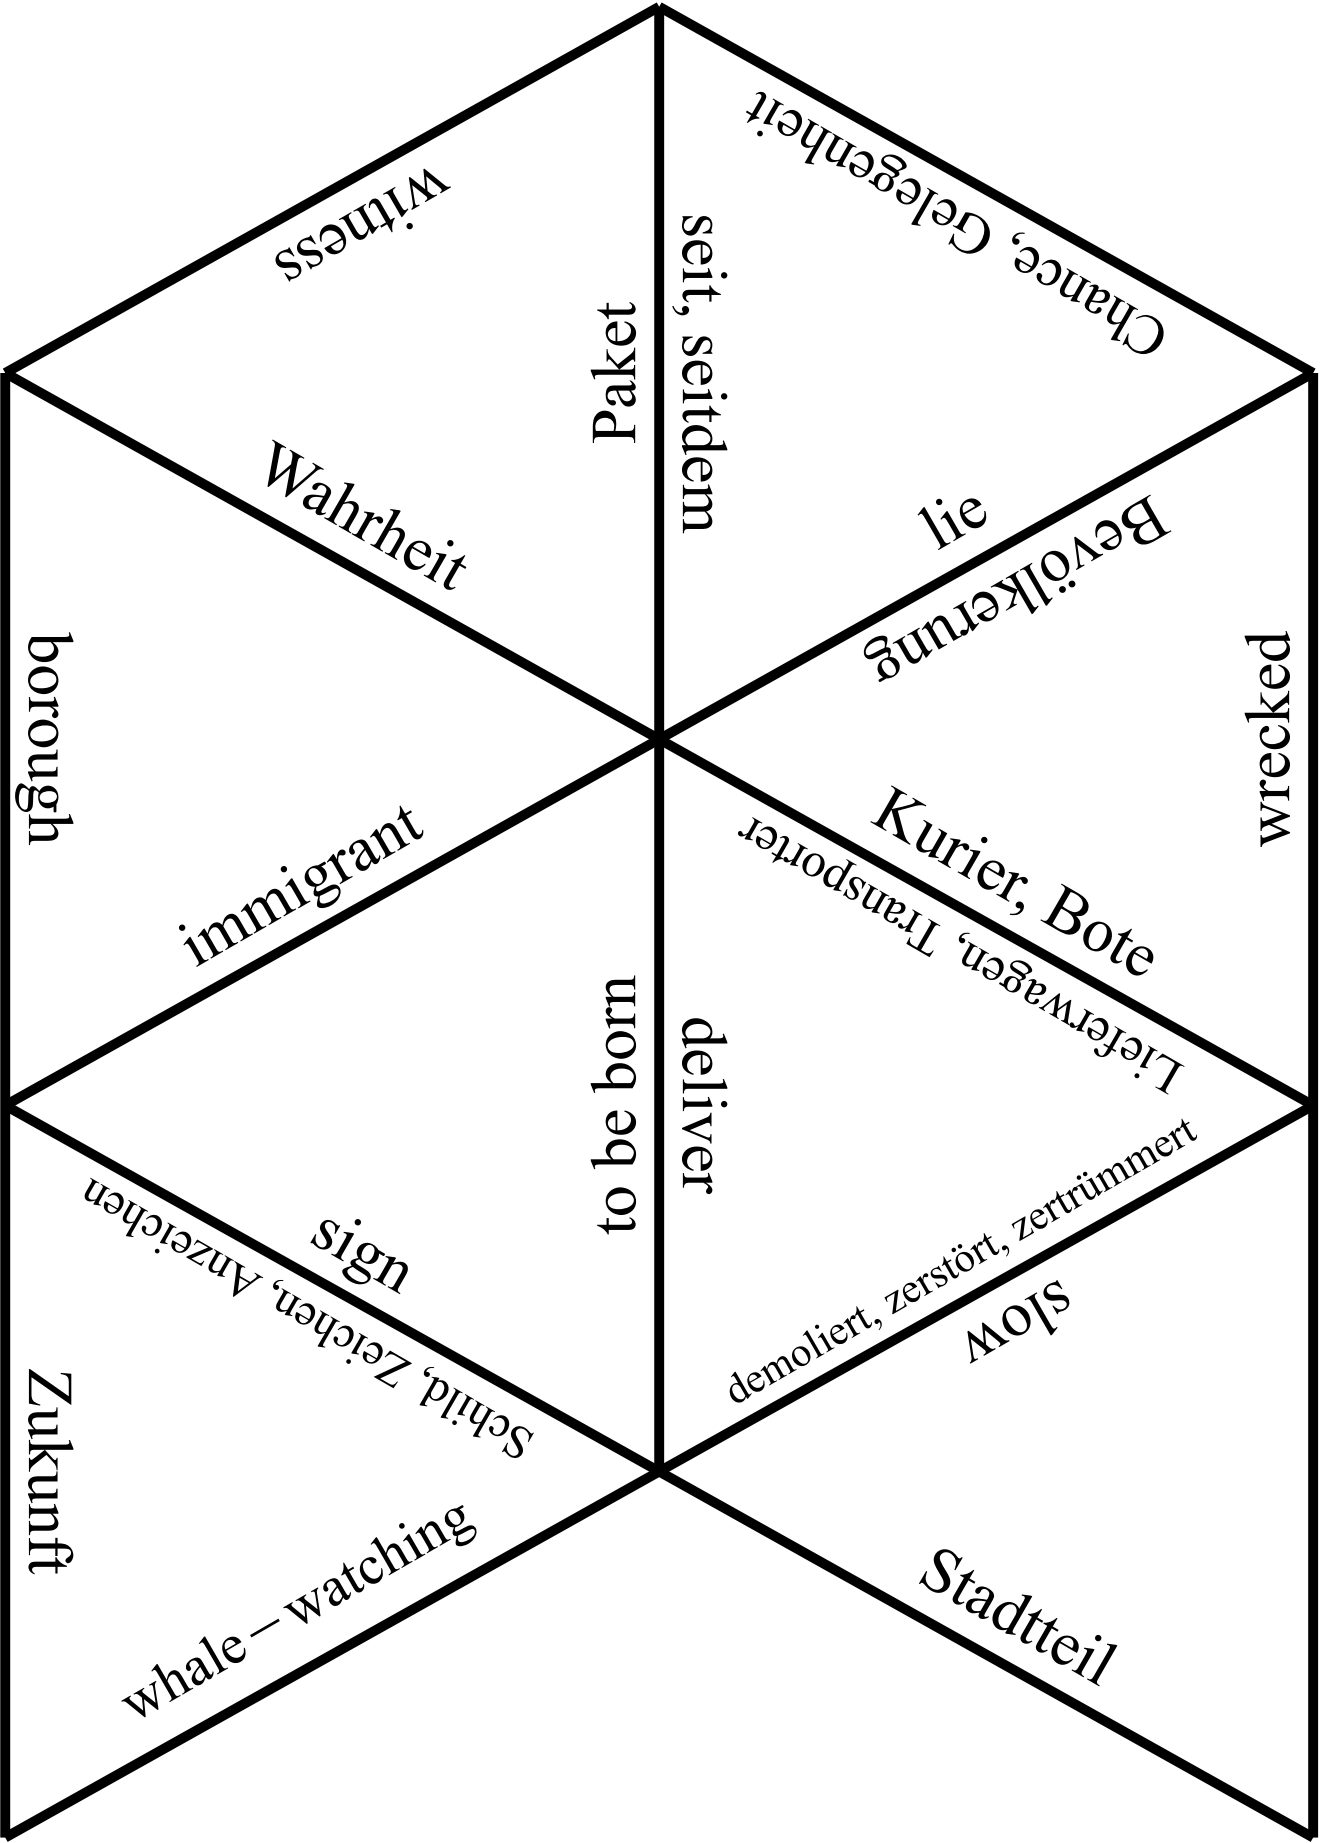 witness
Chance, Gelegenheit
Paket
seit, seitdem
Wahrheit
lie
Bevölkerung
borough
wrecked
immigrant
Kurier, Bote
Lieferwagen, Transporter
to be born
deliver
sign
Schild, Zeichen, Anzeichen
demoliert, zerstört, zertrümmert
slow
Zukunft
whale – watching
Stadtteil